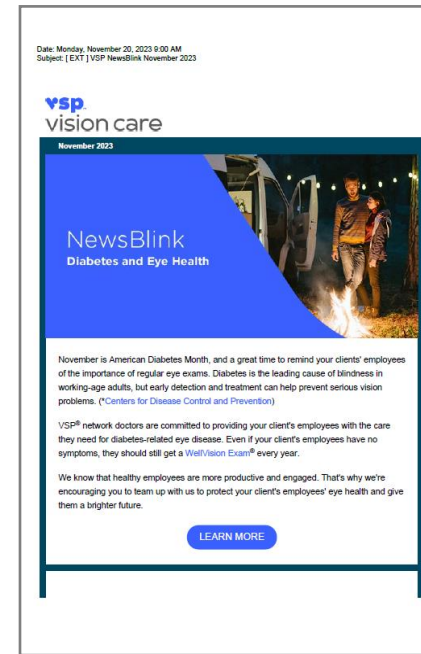 Date: Monday, November 20, 2023 9:00 AM
Subject: [ EXT ] VSP NewsBlink November 2023
vsp.
vision care
November 2023
NewsBlink
Diabetes and Eye Health
November is American Diabetes Month, and a great time to remind your clients' employees
of the importance of regular eye exams. Diabetes is the leading cause of blindness in
working-age adults, but early detection and treatment can help prevent serious vision
problems. (*Centers for Disease Control and Prevention)
VSP® network doctors are committed to providing your client's employees with the care
they need for diabetes-related eye disease. Even if your client's employees have no
symptoms, they should still get a WellVision Exam® every year.
We know that healthy employees are more productive and engaged. That's why we're
encouraging you to team up with us to protect your client's employees' eye health and give
them a brighter future.
LEARN MORE